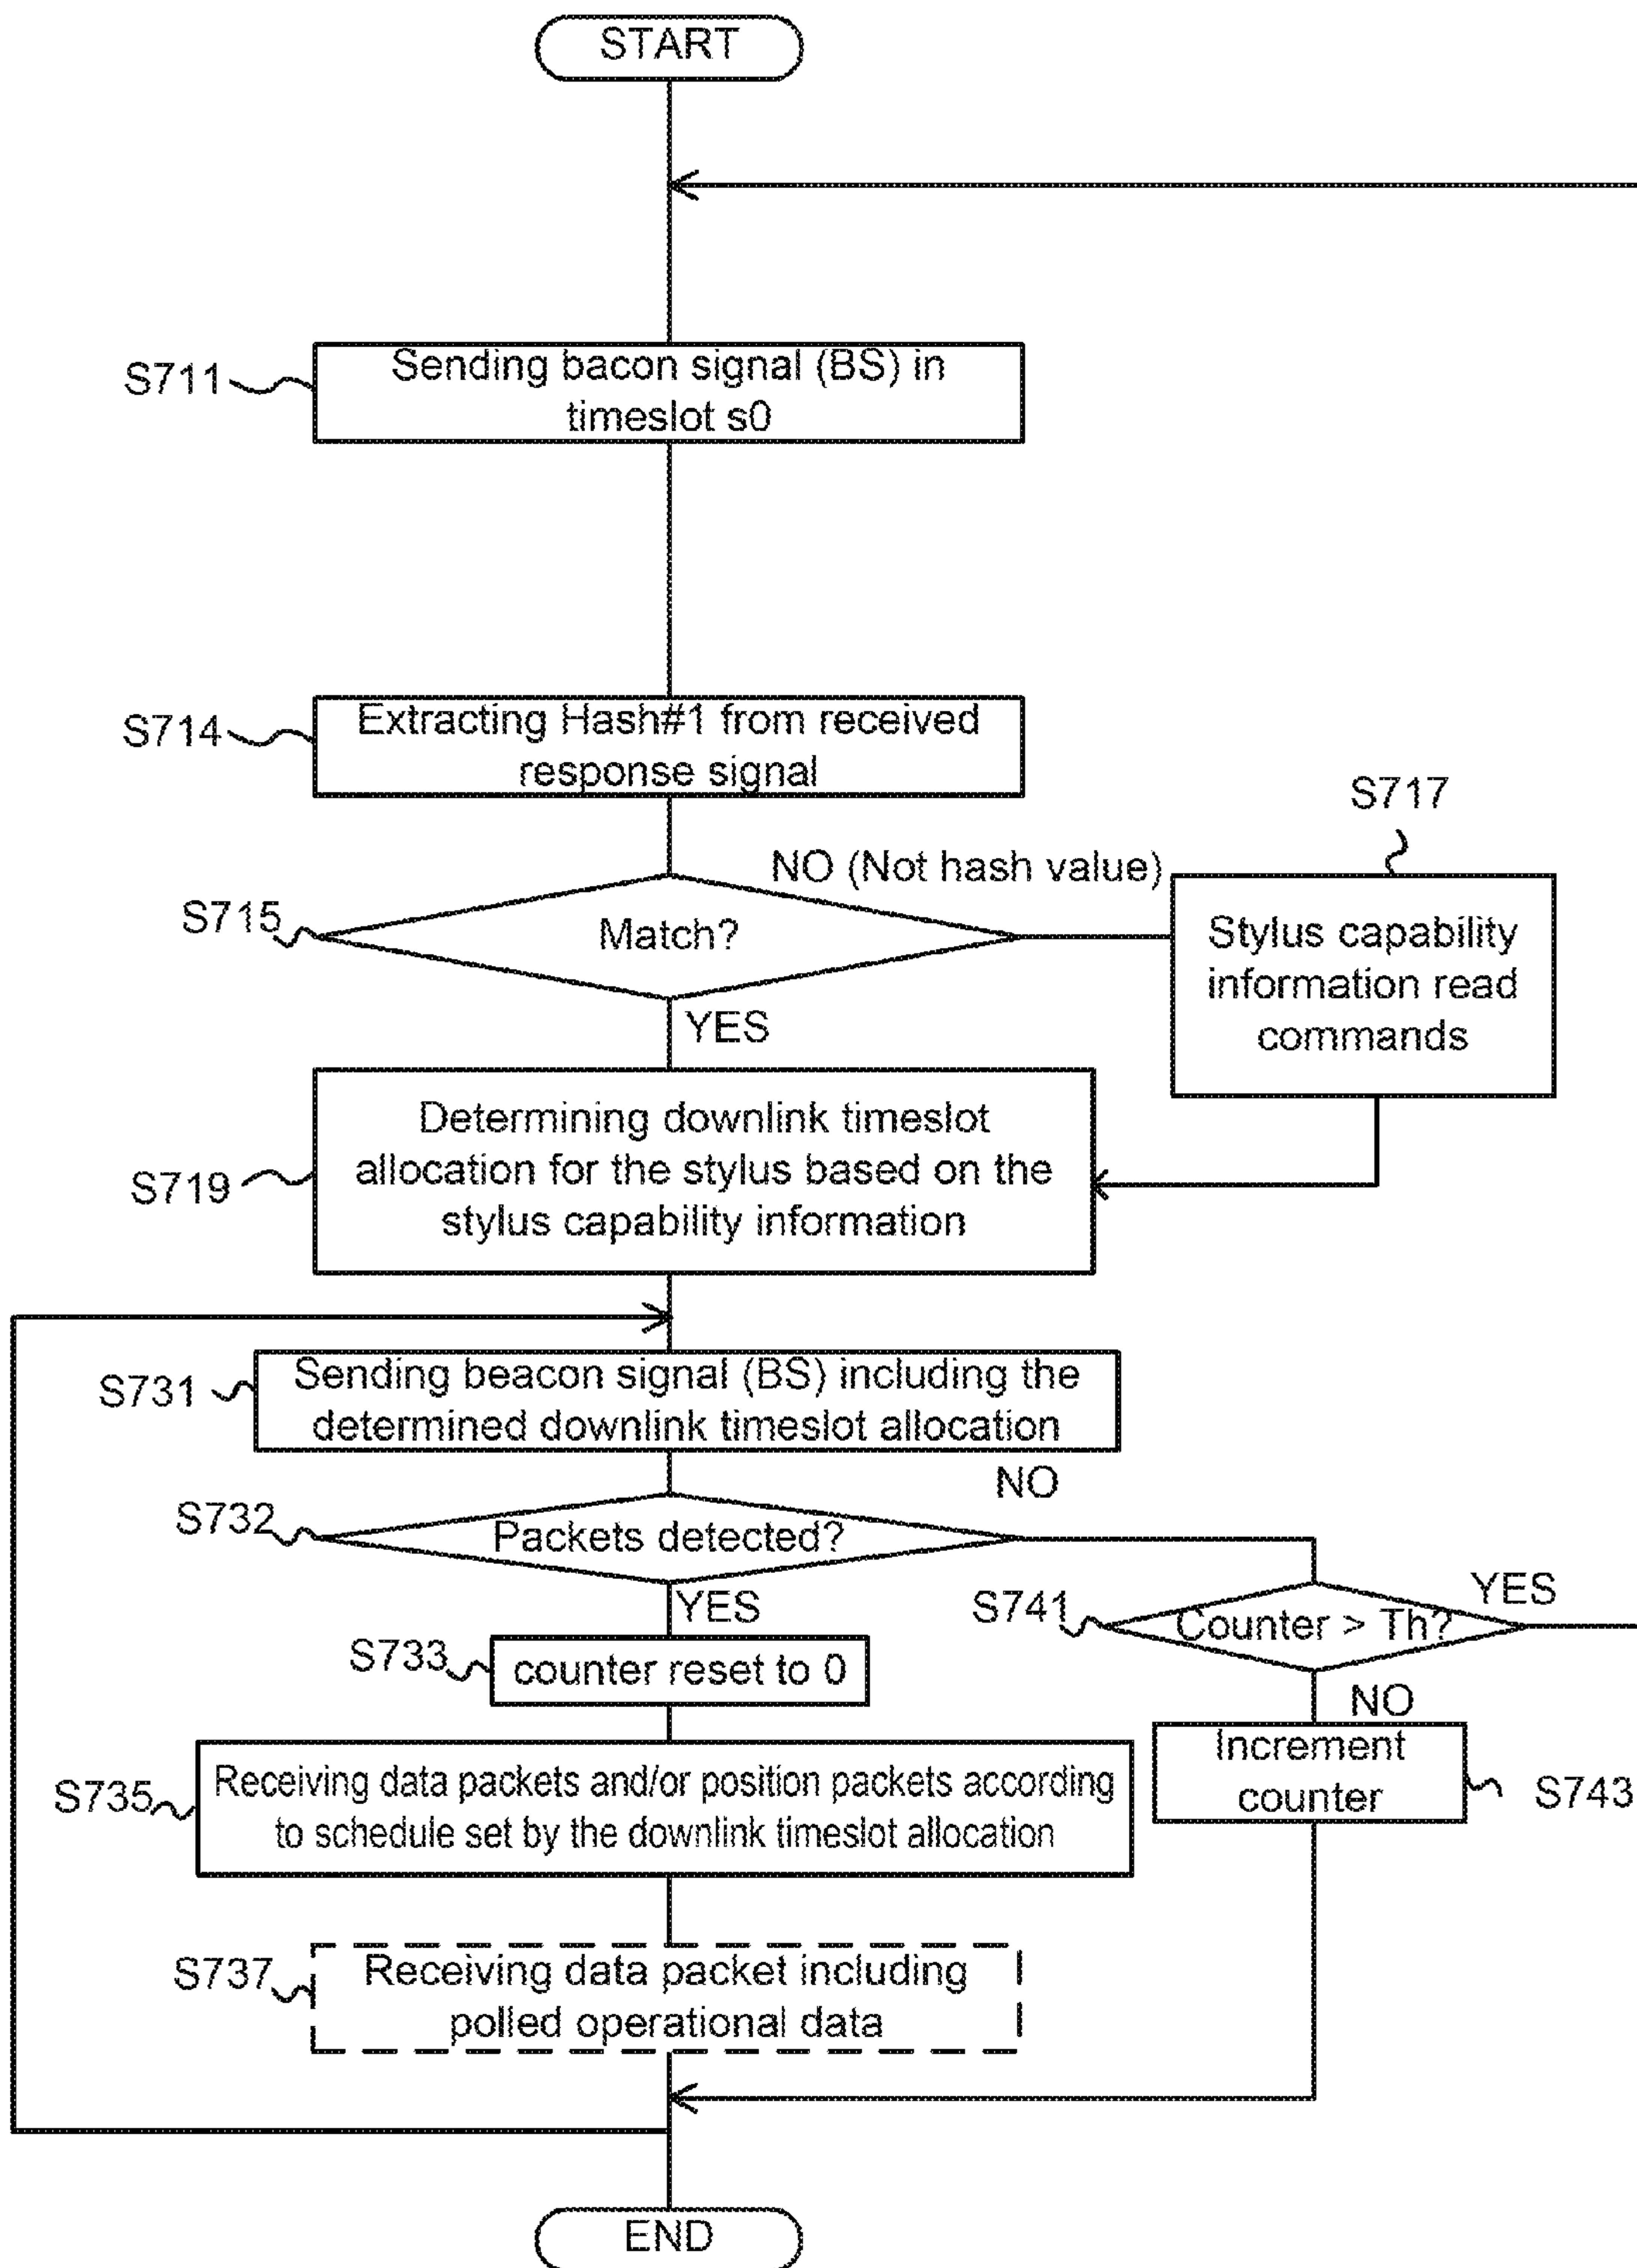 START
S711
Sending bacon signal (BS) in
timeslot s0
S714
Extracting Hash#1 from received
response signal
S717
NO (Not hash value)
S715
Match?
Stylus capability
information read
commands
YES
S719
Determining downlink timeslot
allocation for the stylus based on the
stylus capability information
S731
Sending beacon signal (BS) including the
determined downlink timeslot allocation
NO
S732
Packets detected?
YES
S741
Counter > Th?
YES
S733
counter reset to 0
NO
S735
Receiving data packets and/or position packets according
to schedule set by the downlink timeslot allocation
Increment
counter
S743
S737
Receiving data packet including
polled operational data
END